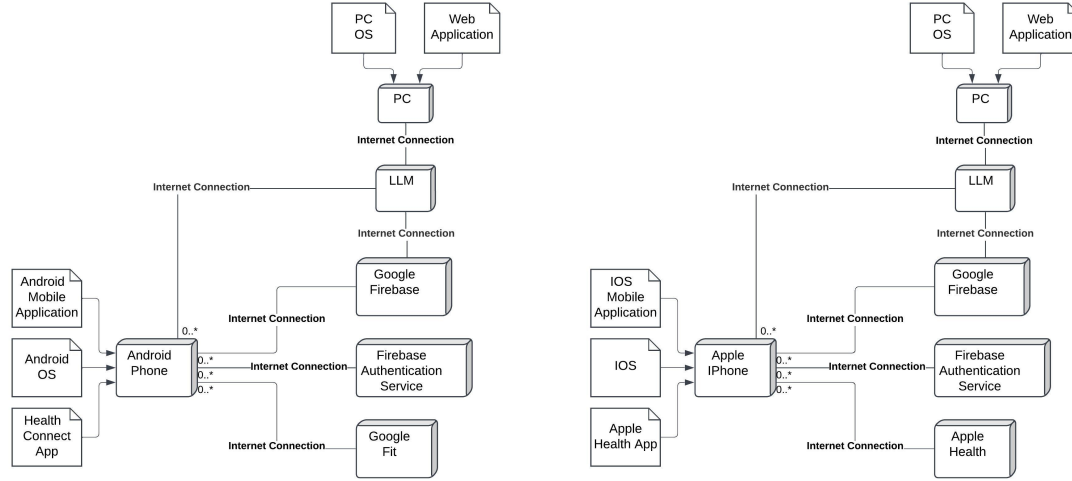 PC
OS
Web
Application
PC
Internet Connection
LLM
Internet Connection
Internet Connection
Google
Firebase
Android
Mobile
Application
Internet Connection
0..*
Android
Phone
0..*
Internet Connection
Firebase
Authentication
Service
0..*
0..*
Android
OS
Health
Connect
App
Internet Connection
Google
Fit
PC
OS
Web
Application
PC
Internet Connection
LLM
Internet Connection
Internet Connection
Google
Firebase
IOS
Mobile
Application
Internet Connection
0..*
Apple
IPhone
0..*
Internet Connection
Firebase
Authentication
Service
0..*
0..*
IOS
Apple
Health App
Internet Connection
Apple
Health